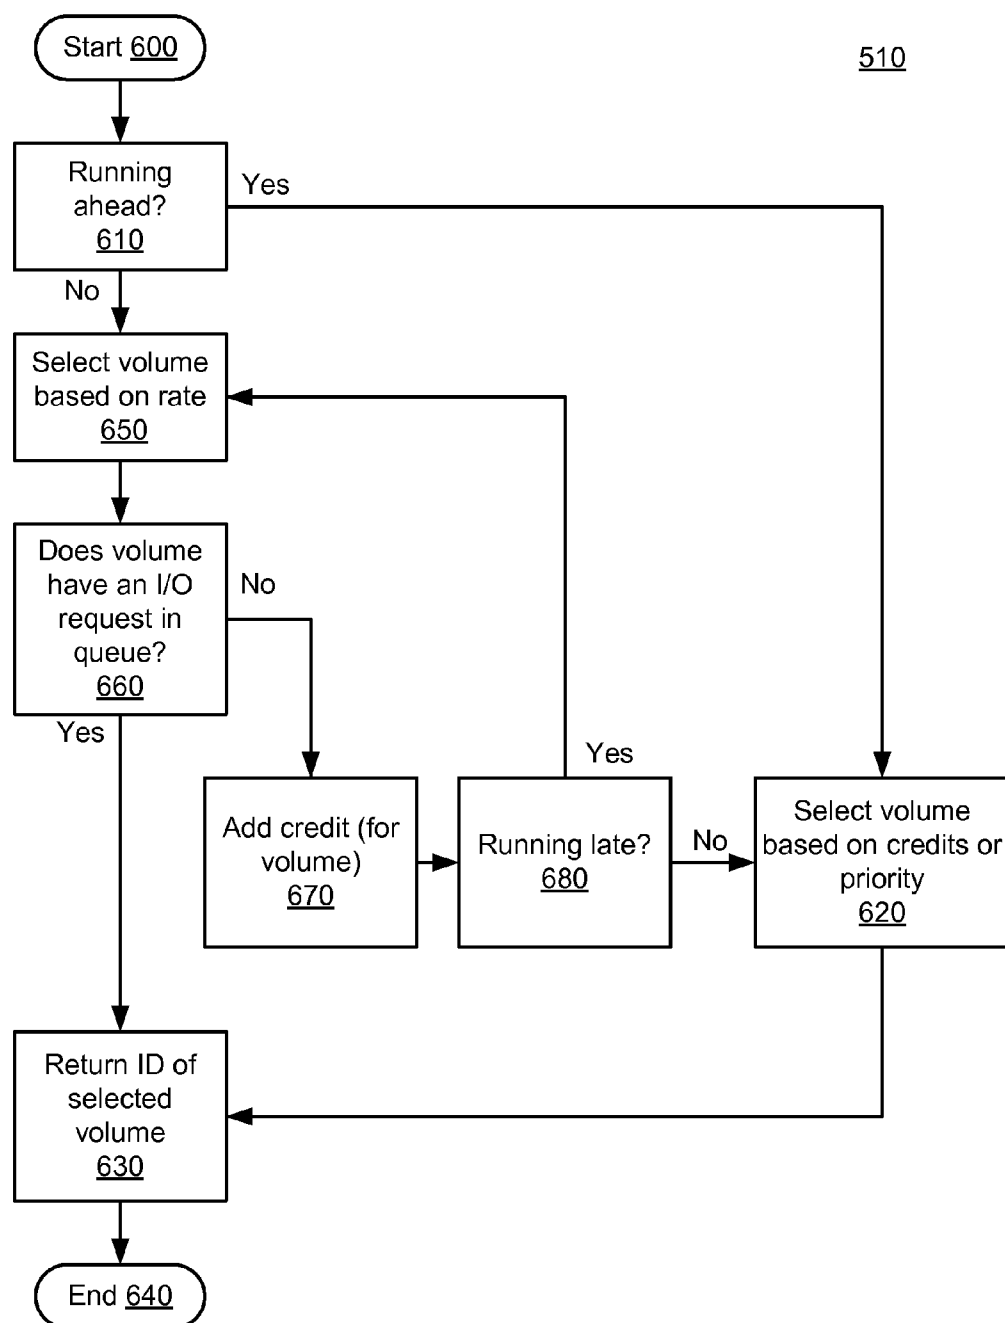 Start 600
510
Running
ahead?
610
Yes
No
Select volume
based on rate
650
Does volume
have an I/O
request in
queue?
660
No
Yes
Yes
Add credit (for
volume)
670
Running late?
680
No
Select volume
based on credits or
priority
620
Return ID of
selected
volume
630
End 640